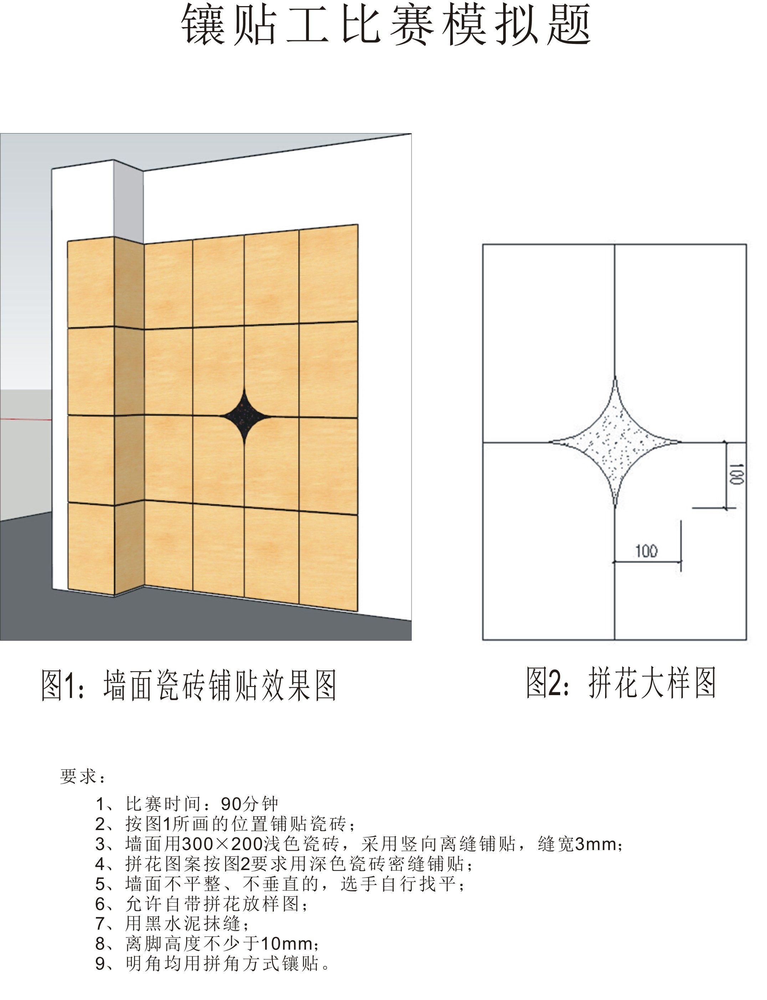 镶贴工比赛模拟题
100
100
图1：墙面瓷砖铺贴效果图
图2：拼花大样图
要求：
1、比赛时间：90分钟
2、按图1所画的位置铺贴瓷砖；
3、墙面用300×200浅色瓷砖，采用竖向离缝铺贴，缝宽3mm；
4、拼花图案按图2要求用深色瓷砖密缝铺贴；
5、墙面不平整、不垂直的，选手自行找平；
6、允许自带拼花放样图；
7、用黑水泥抹缝；
8、离脚高度不少于10mm；
9、明角均用拼角方式镶贴。